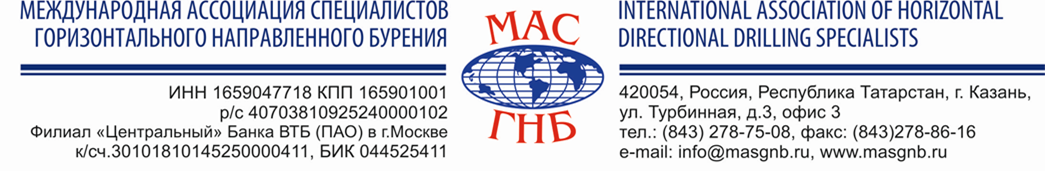 МЕЖДУНАРОДНАЯ АССОЦИАЦИЯ СПЕЦИАЛИСТОВ
ГОРИЗОНТАЛЬНОГО НАПРАВЛЕННОГО БУРЕНИЯ
ИНН 1659047718 КПП 165901001
р/с 40703810925240000102
Филиал «Центральный» Банка ВТБ (ПАО) в г.Москве
к/сч.30101810145250000411, БИК 044525411
МАС
ГНБ
INTERNATIONAL ASSOCIATION OF HORIZONTAL
DIRECTIONAL DRILLING SPECIALISTS
420054, Россия, Республика Татарстан, г. Казань,
ул. Турбинная, д.3, офис 3
тел.: (843) 278-75-08, факс: (843)278-86-16
e-mail: info@masgnb.ru, www.masgnb.ru